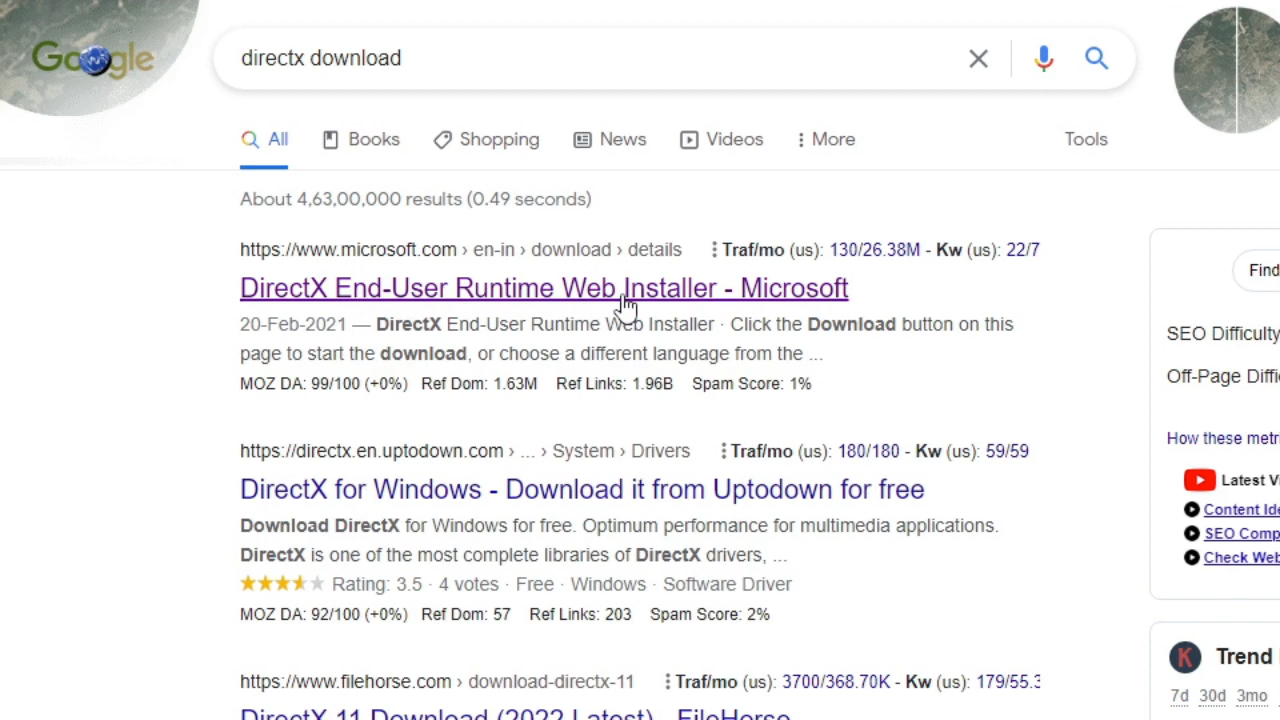 Google
directx download
All
Books
Shopping
News
Videos
More
Tools
About 4,63,00,000 results (0.49 seconds)
https://www.microsoft.com › en-in › download › details
Traf/mo (us): 130/26.38M - Kw (us): 22/7
DirectX End-User Runtime Web Installer - Microsoft
20-Feb-2021 — DirectX End-User Runtime Web Installer · Click the Download button on this
page to start the download, or choose a different language from the ...
MOZ DA: 99/100 (+0%) Ref Dom: 1.63M Ref Links: 1.96B Spam Score: 1%
https://directx.en.uptodown.com › ... › System › Drivers
Traf/mo (us): 180/180 - Kw (us): 59/59
DirectX for Windows - Download it from Uptodown for free
Download DirectX for Windows for free. Optimum performance for multimedia applications.
DirectX is one of the most complete libraries of DirectX drivers, ...
Rating: 3.5 · 4 votes · Free · Windows · Software Driver
MOZ DA: 92/100 (+0%) Ref Dom: 57 Ref Links: 203 Spam Score: 2%
https://www.filehorse.com › download-directx-11
Traf/mo (us): 3700/368.70K - Kw (us): 179/55.3
DirectX 11 Download (2022 Latest) - FileHorse
Find
SEO Difficulty
Off-Page Diffi
How these metri
Latest Vi
Content Ide
SEO Comp
Check Web
K
Trend
7d 30d 3mo